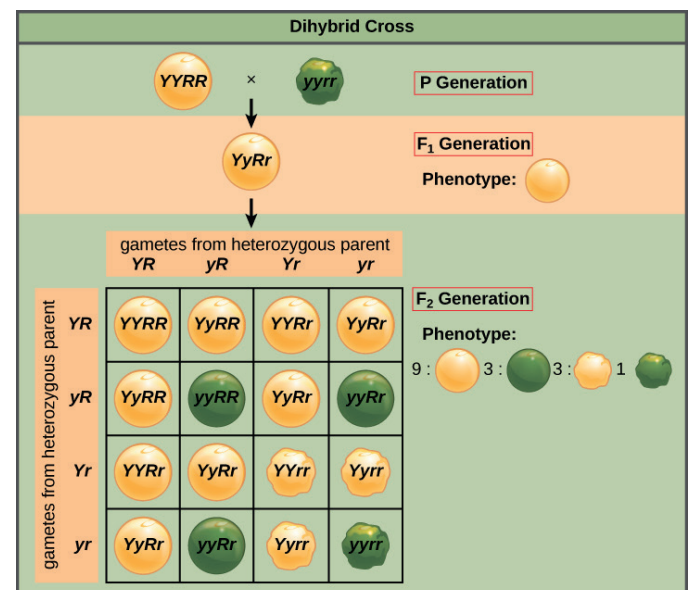 Dihybrid Cross
YYRR × yyrr
P Generation
YyRr
F₁ Generation
Phenotype:
gametes from heterozygous parent
YR yR Yr yr
gametes from heterozygous parent
YR YYRR YyRR YYRr YyRr
yR YyRR yyRR YyRr yyRr
Yr YYRr YyRr YYrr Yyrr
yr YyRr yyRr Yyrr yyrr
F₂ Generation
Phenotype:
9 : 3 : 3 : 1